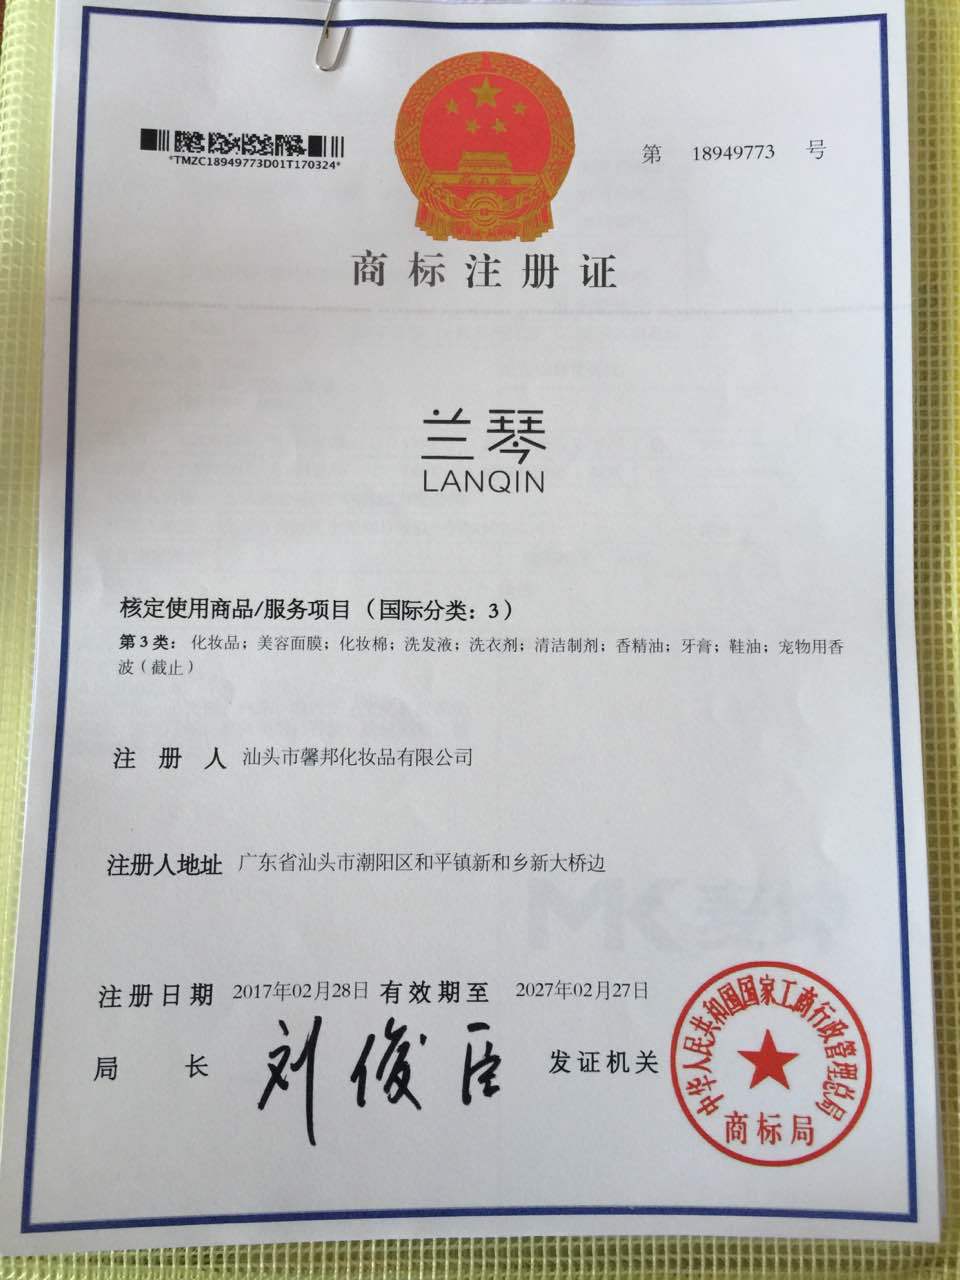 *TMZC18949773D01T170324*
第 18949773 号
商标注册证
兰琴
LANQIN
核定使用商品/服务项目（国际分类：3）
第3类：化妆品；美容面膜；化妆棉；洗发液；洗衣剂；清洁制剂；香精油；牙膏；鞋油；宠物用香
波（截止）
注册人 汕头市馨邦化妆品有限公司
注册人地址 广东省汕头市潮阳区和平镇新和乡新大桥边
注册日期 2017年02月28日 有效期至 2027年02月27日
局长 刘俊臣 发证机关
中华人民共和国国家工商行政管理总局
商标局